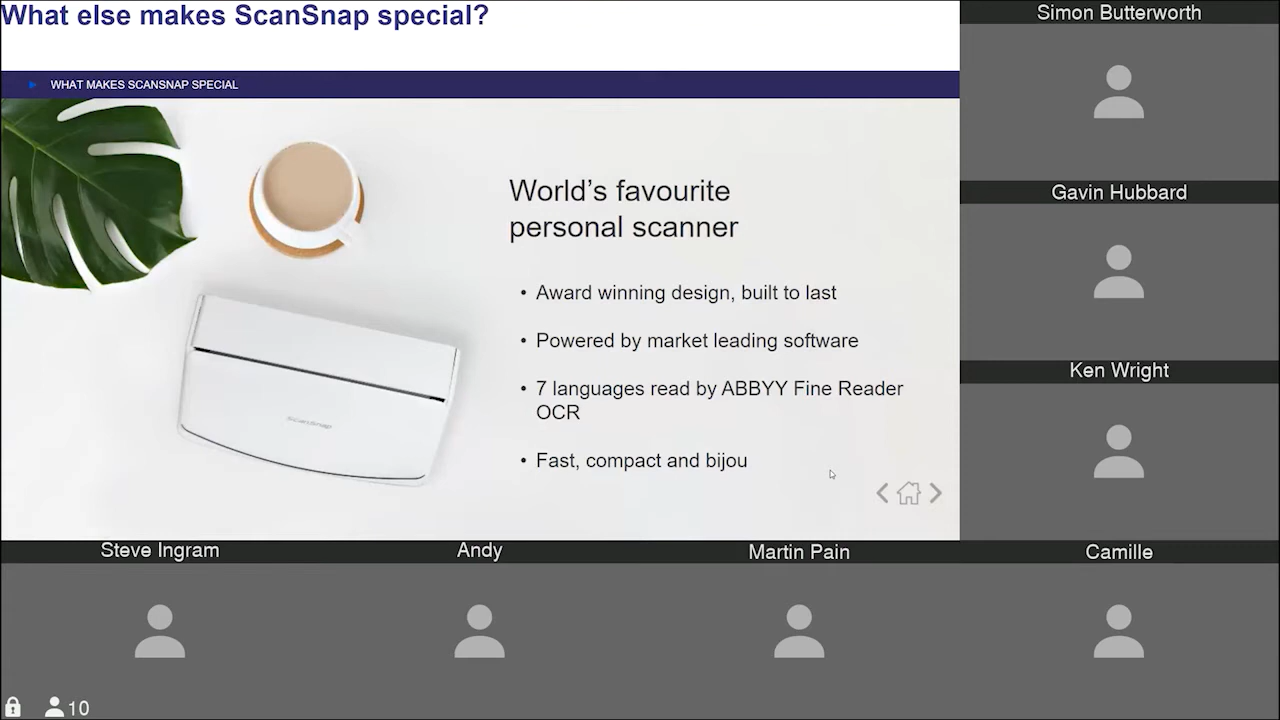 What else makes ScanSnap special?
WHAT MAKES SCANSNAP SPECIAL
World’s favourite
personal scanner
• Award winning design, built to last
• Powered by market leading software
• 7 languages read by ABBYY Fine Reader
OCR
• Fast, compact and bijou
ScanSnap
Simon Butterworth
Gavin Hubbard
Ken Wright
Steve Ingram
Andy
Martin Pain
Camille
10